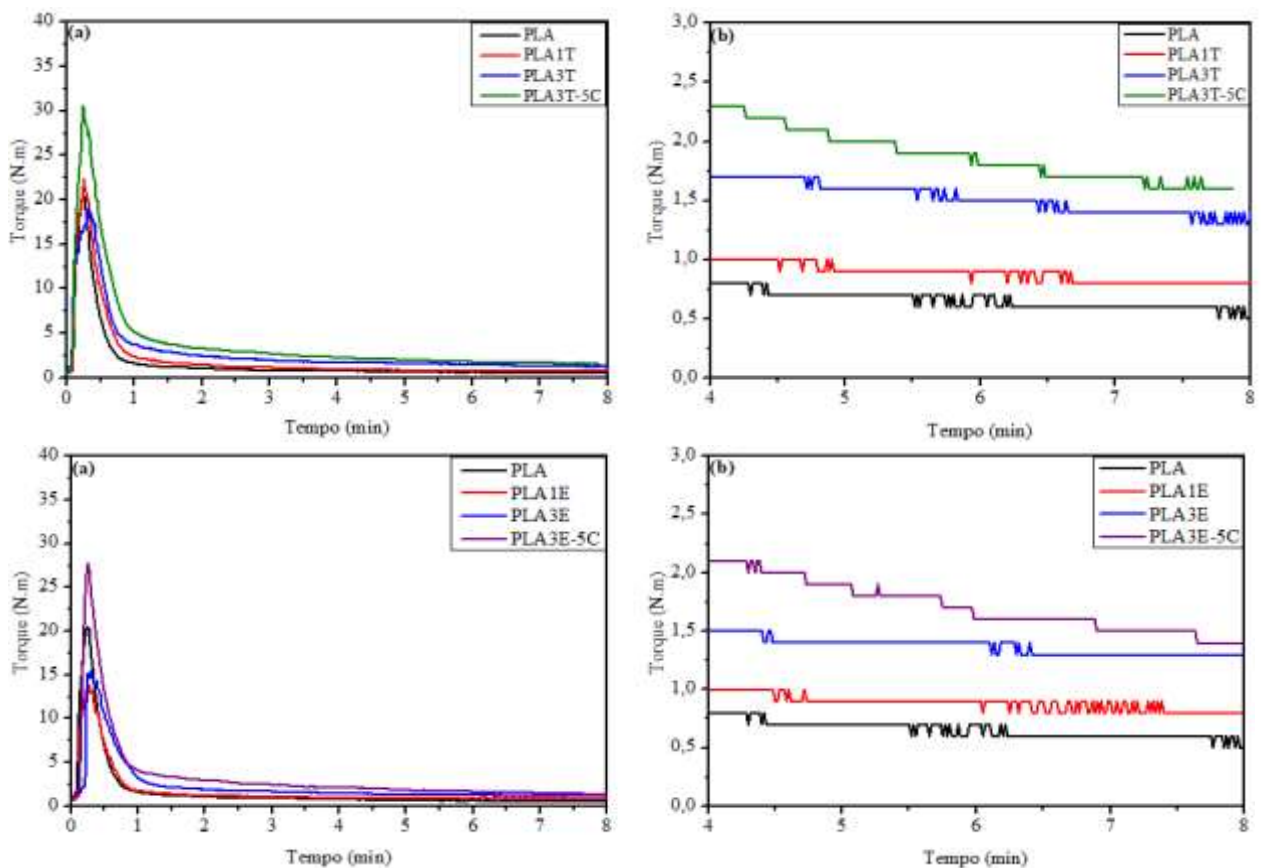 (a)
PLA
PLA1T
PLA3T
PLA3T-5C
Torque (N.m)
40
35
30
25
20
15
10
5
0
0 1 2 3 4 5 6 7 8
Tempo (min)
(b)
PLA
PLA1T
PLA3T
PLA3T-5C
Torque (N.m)
3,0
2,5
2,0
1,5
1,0
0,5
0,0
4 5 6 7 8
Tempo (min)
(a)
PLA
PLA1E
PLA3E
PLA3E-5C
Torque (N.m)
40
35
30
25
20
15
10
5
0
0 1 2 3 4 5 6 7 8
Tempo (min)
(b)
PLA
PLA1E
PLA3E
PLA3E-5C
Torque (N.m)
3,0
2,5
2,0
1,5
1,0
0,5
0,0
4 5 6 7 8
Tempo (min)